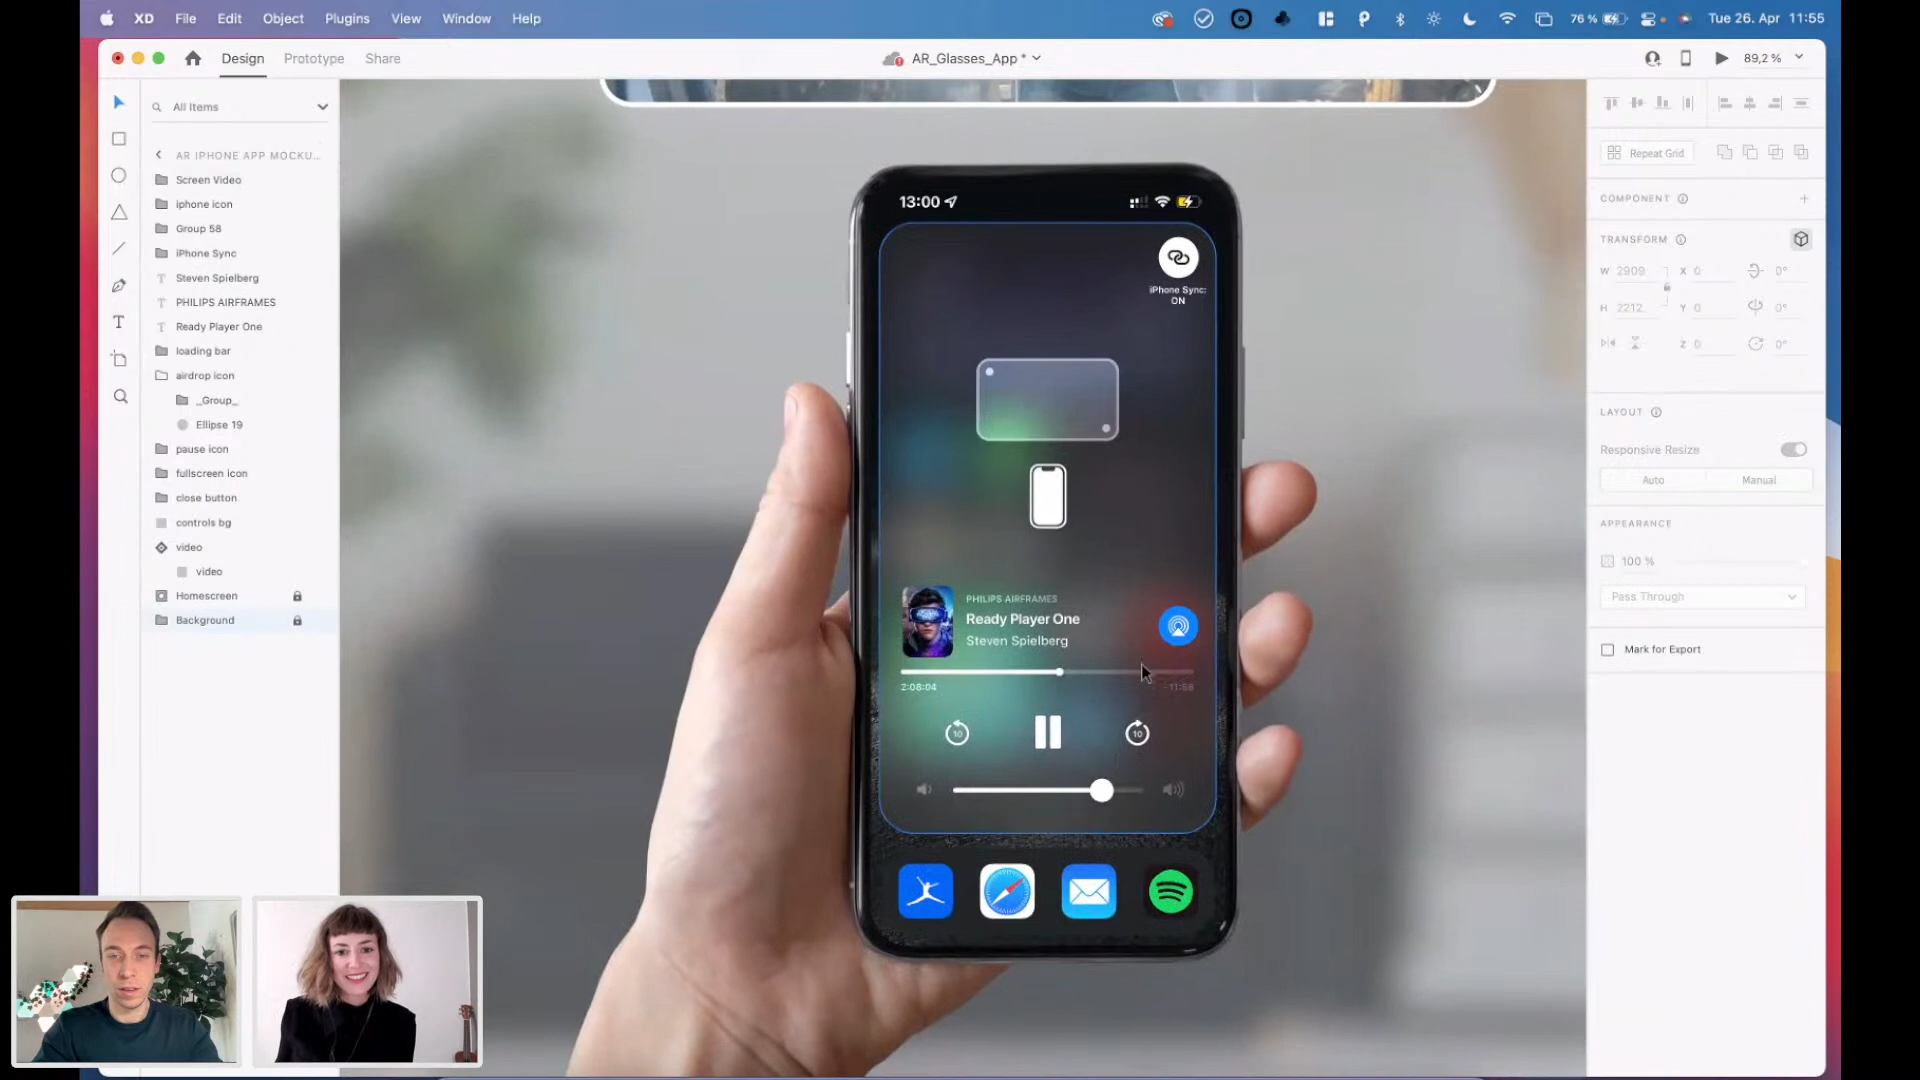 XD File Edit Object Plugins View Window Help
76 % Tue 26. Apr 11:55
Design Prototype Share
AR_Glasses_App *
89,2 %
All Items
AR IPHONE APP MOCKU...
Screen Video
iphone icon
Group 58
iPhone Sync
Steven Spielberg
PHILIPS AIRFRAMES
Ready Player One
loading bar
airdrop icon
_Group_
Ellipse 19
pause icon
fullscreen icon
close button
controls bg
video
video
Homescreen
Background
T
T
T
T
13:00
iPhone Sync:
ON
PHILIPS AIRFRAMES
Ready Player One
Steven Spielberg
2:08:04
-11:58
10
10
Repeat Grid
COMPONENT
TRANSFORM
W 2909 X 0 0°
H 2212 Y 0 0°
Z 0 0°
LAYOUT
Responsive Resize
Auto Manual
APPEARANCE
100 %
Pass Through
Mark for Export